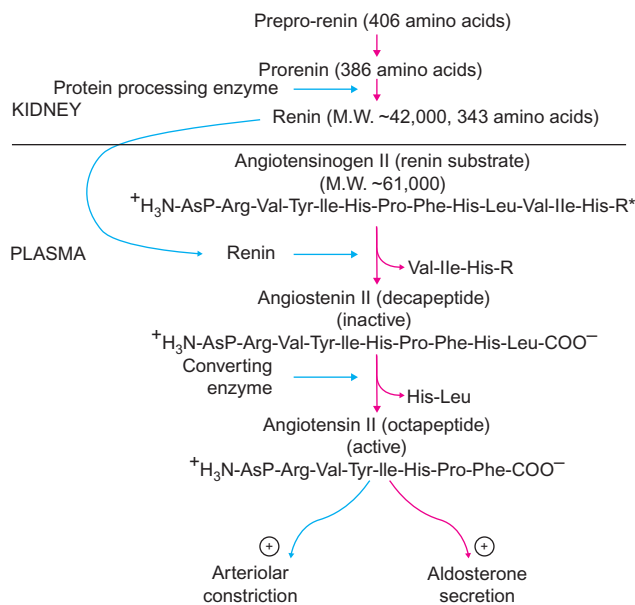 Prepro-renin (406 amino acids)
Prorenin (386 amino acids)
Protein processing enzyme
KIDNEY
Renin (M.W. ~42,000, 343 amino acids)
Angiotensinogen II (renin substrate)
(M.W. ~61,000)
⁺H₃N-AsP-Arg-Val-Tyr-Ile-His-Pro-Phe-His-Leu-Val-IIe-His-R*
PLASMA
Renin
Val-IIe-His-R
Angiostenin II (decapeptide)
(inactive)
⁺H₃N-AsP-Arg-Val-Tyr-Ile-His-Pro-Phe-His-Leu-COO⁻
Converting
enzyme
His-Leu
Angiotensin II (octapeptide)
(active)
⁺H₃N-AsP-Arg-Val-Tyr-Ile-His-Pro-Phe-COO⁻
+
+
Arteriolar
constriction
Aldosterone
secretion